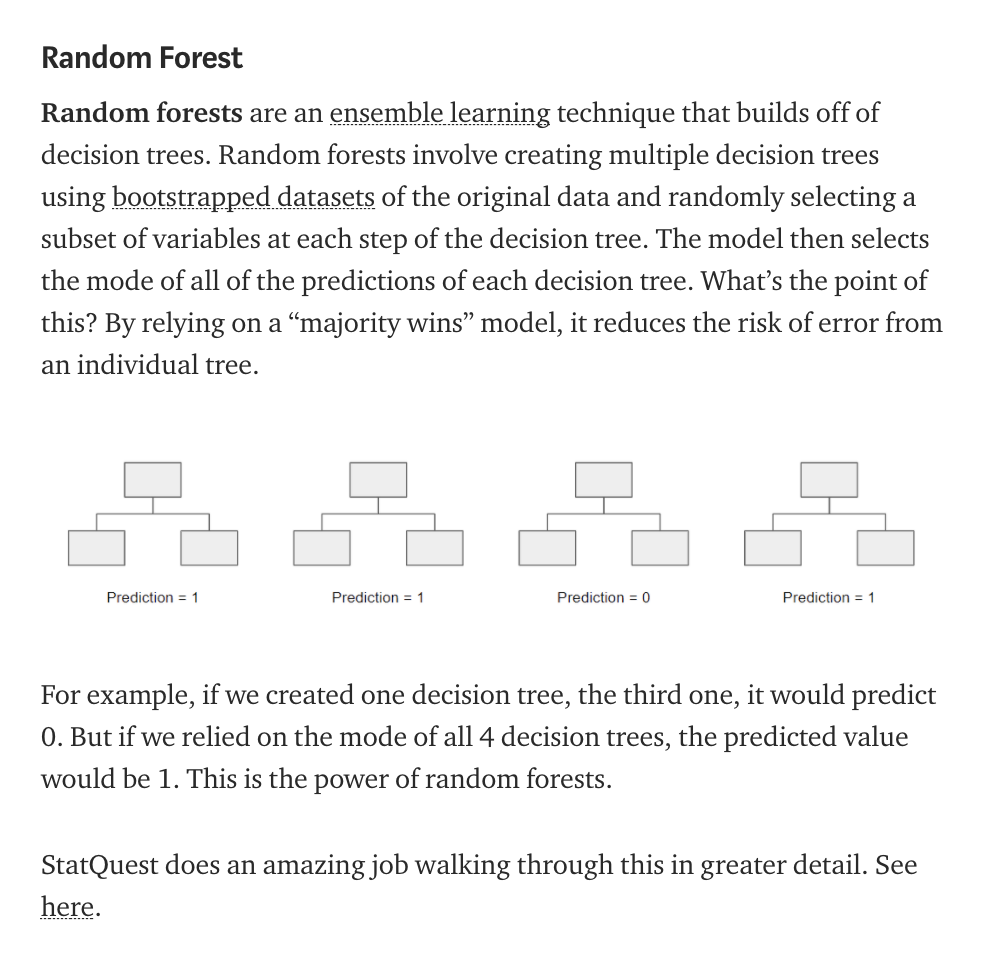 Random Forest
Random forests are an ensemble learning technique that builds off of
decision trees. Random forests involve creating multiple decision trees
using bootstrapped datasets of the original data and randomly selecting a
subset of variables at each step of the decision tree. The model then selects
the mode of all of the predictions of each decision tree. What’s the point of
this? By relying on a “majority wins” model, it reduces the risk of error from
an individual tree.
Prediction = 1
Prediction = 1
Prediction = 0
Prediction = 1
For example, if we created one decision tree, the third one, it would predict
0. But if we relied on the mode of all 4 decision trees, the predicted value
would be 1. This is the power of random forests.
StatQuest does an amazing job walking through this in greater detail. See
here.